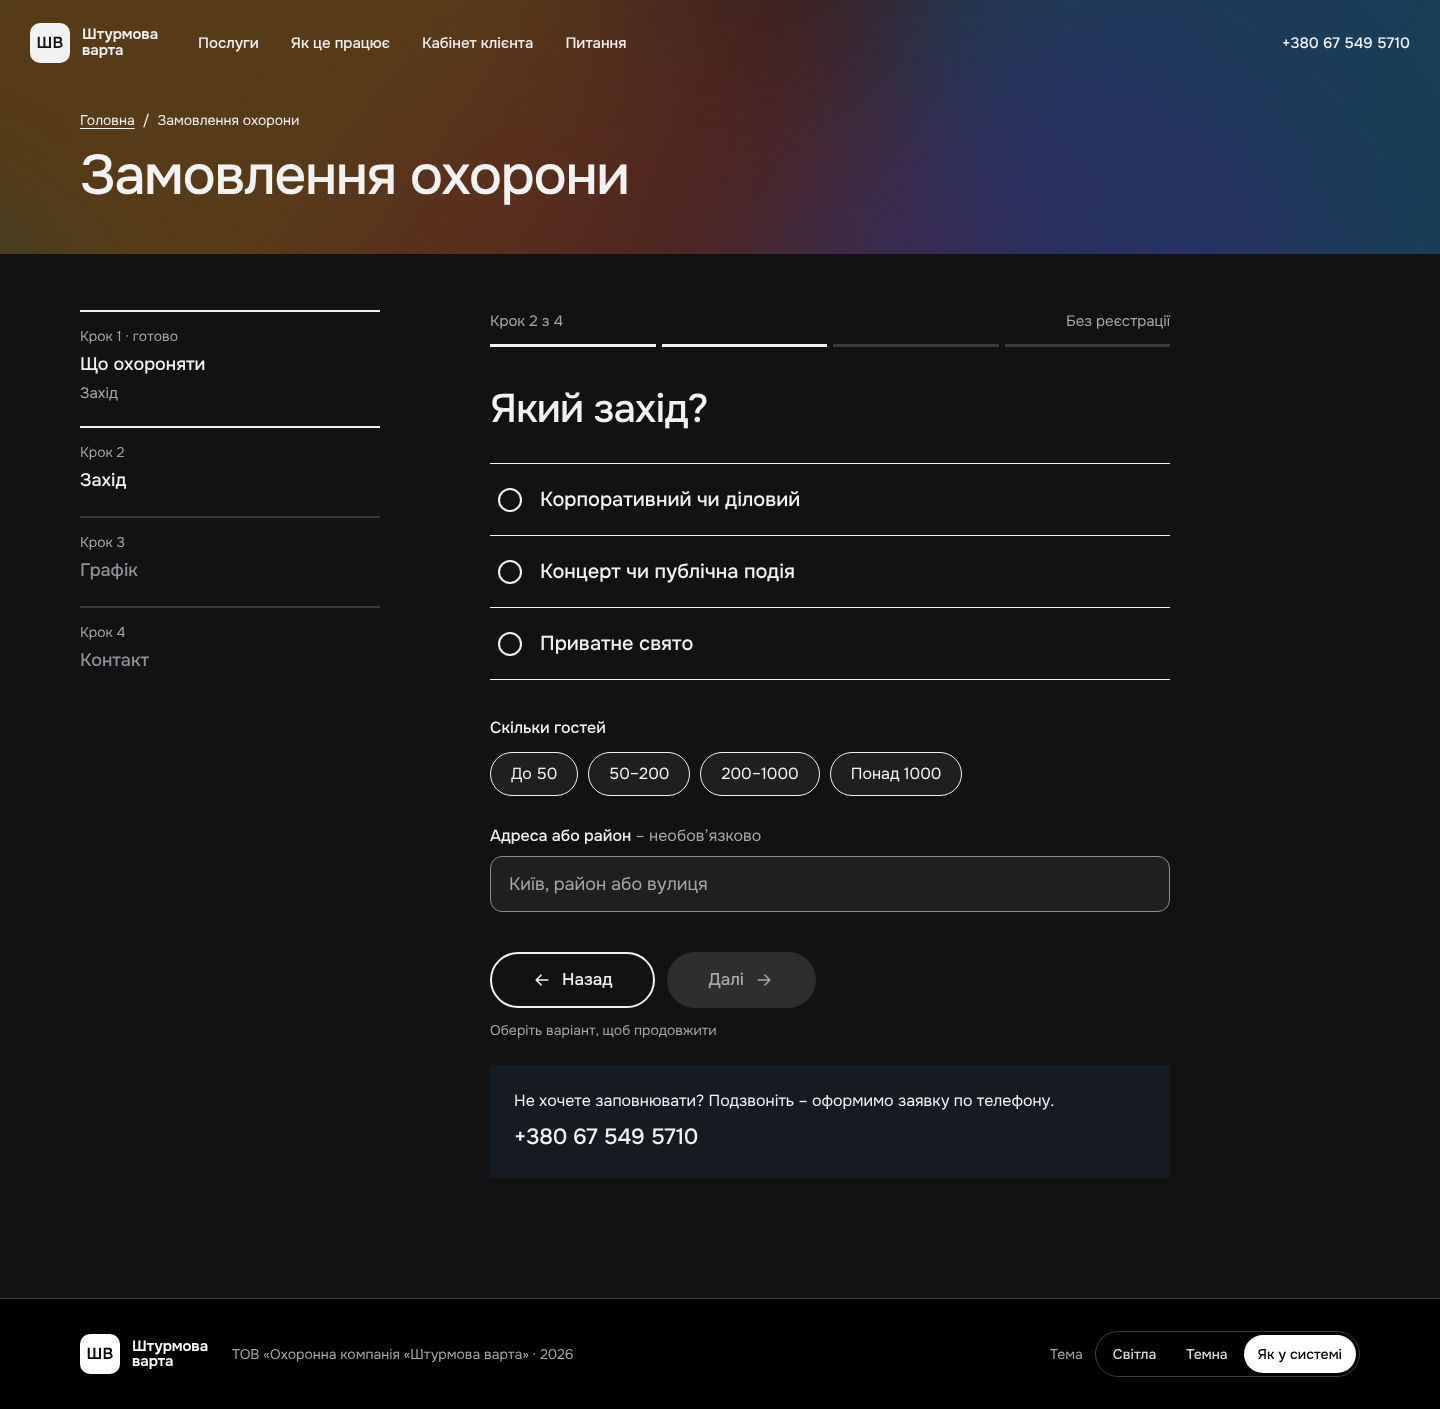 ШВ
Штурмова
варта
Послуги
Як це працює
Кабінет клієнта
Питання
+380 67 549 5710
Головна / Замовлення охорони
Замовлення охорони
Крок 1 · готово
Що охороняти
Захід
Крок 2
Захід
Крок 3
Графік
Крок 4
Контакт
Крок 2 з 4
Без реєстрації
Який захід?
Корпоративний чи діловий
Концерт чи публічна подія
Приватне свято
Скільки гостей
До 50
50–200
200–1000
Понад 1000
Адреса або район – необов’язково
Київ, район або вулиця
← Назад
Далі →
Оберіть варіант, щоб продовжити
Не хочете заповнювати? Подзвоніть – оформимо заявку по телефону.
+380 67 549 5710
ШВ
Штурмова
варта
ТОВ «Охоронна компанія «Штурмова варта» · 2026
Тема
Світла
Темна
Як у системі